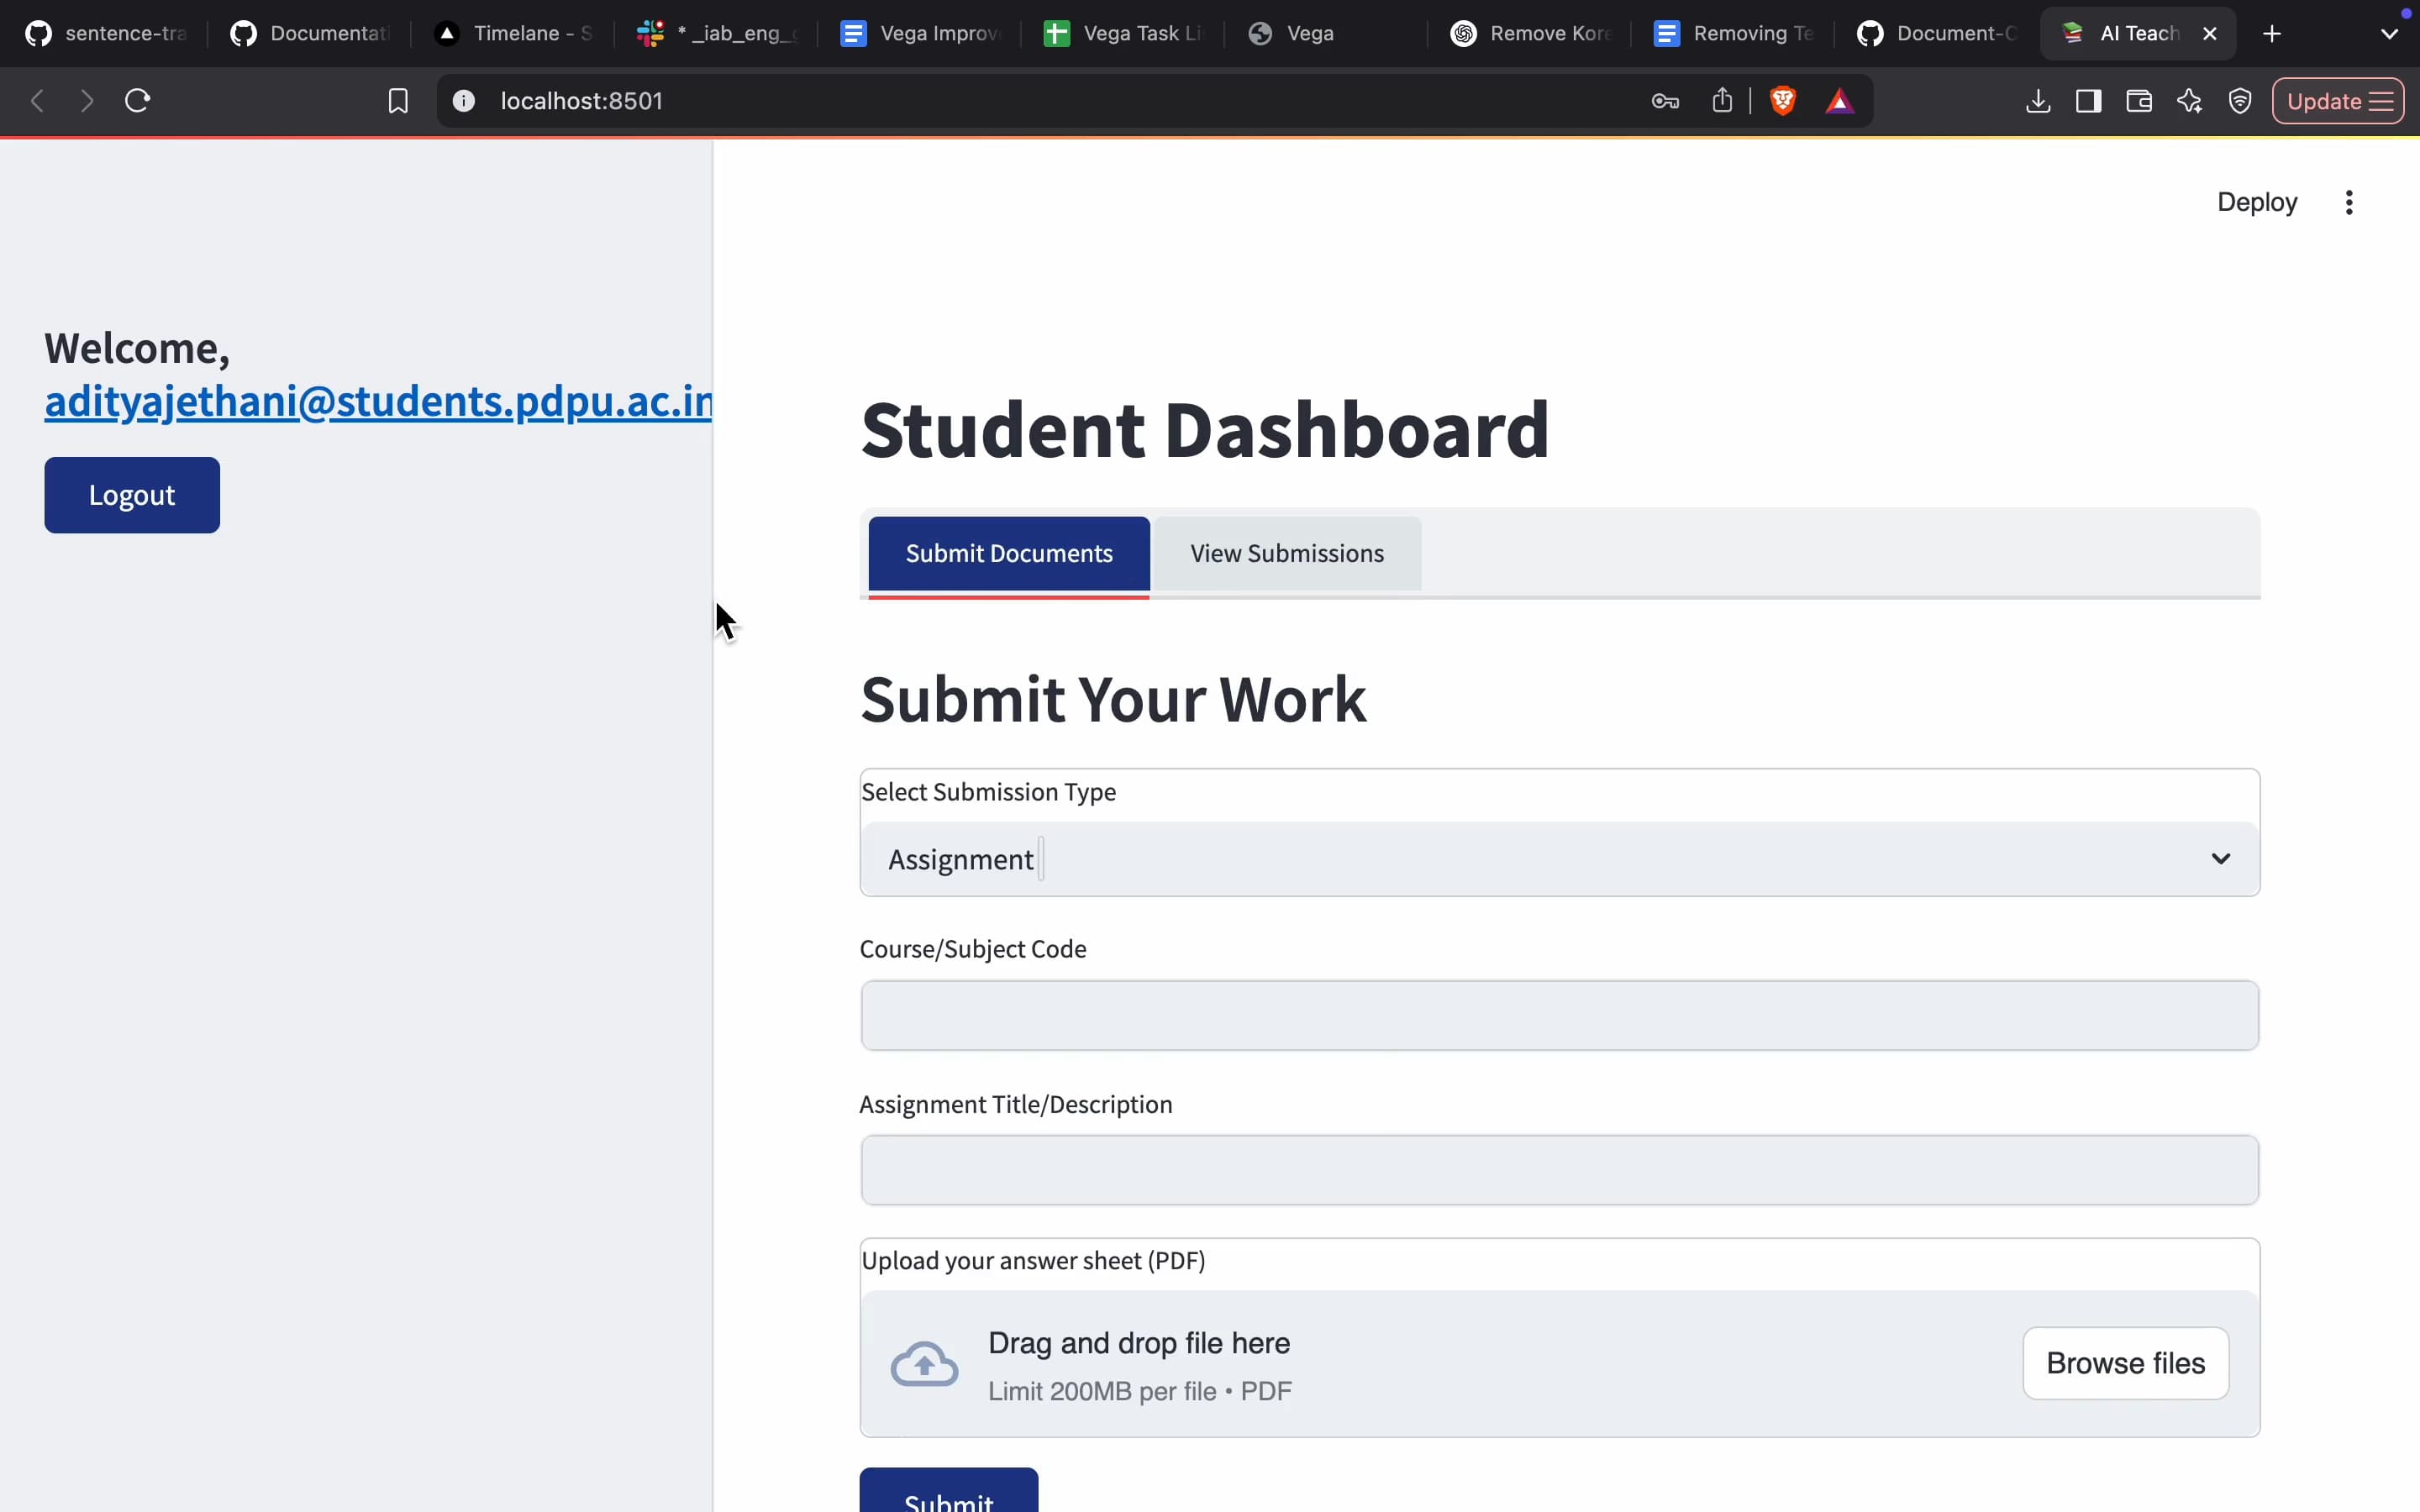 sentence-tra
Documentati
Timelane - S
* _iab_eng_
Vega Improv
Vega Task Li
Vega
Remove Kore
Removing Te
Document-C
AI Teach
localhost:8501
Update
Deploy
Welcome,
adityajethani@students.pdpu.ac.in
Logout
Student Dashboard
Submit Documents
View Submissions
Submit Your Work
Select Submission Type
Assignment
Course/Subject Code
Assignment Title/Description
Upload your answer sheet (PDF)
Drag and drop file here
Limit 200MB per file • PDF
Browse files
Submit